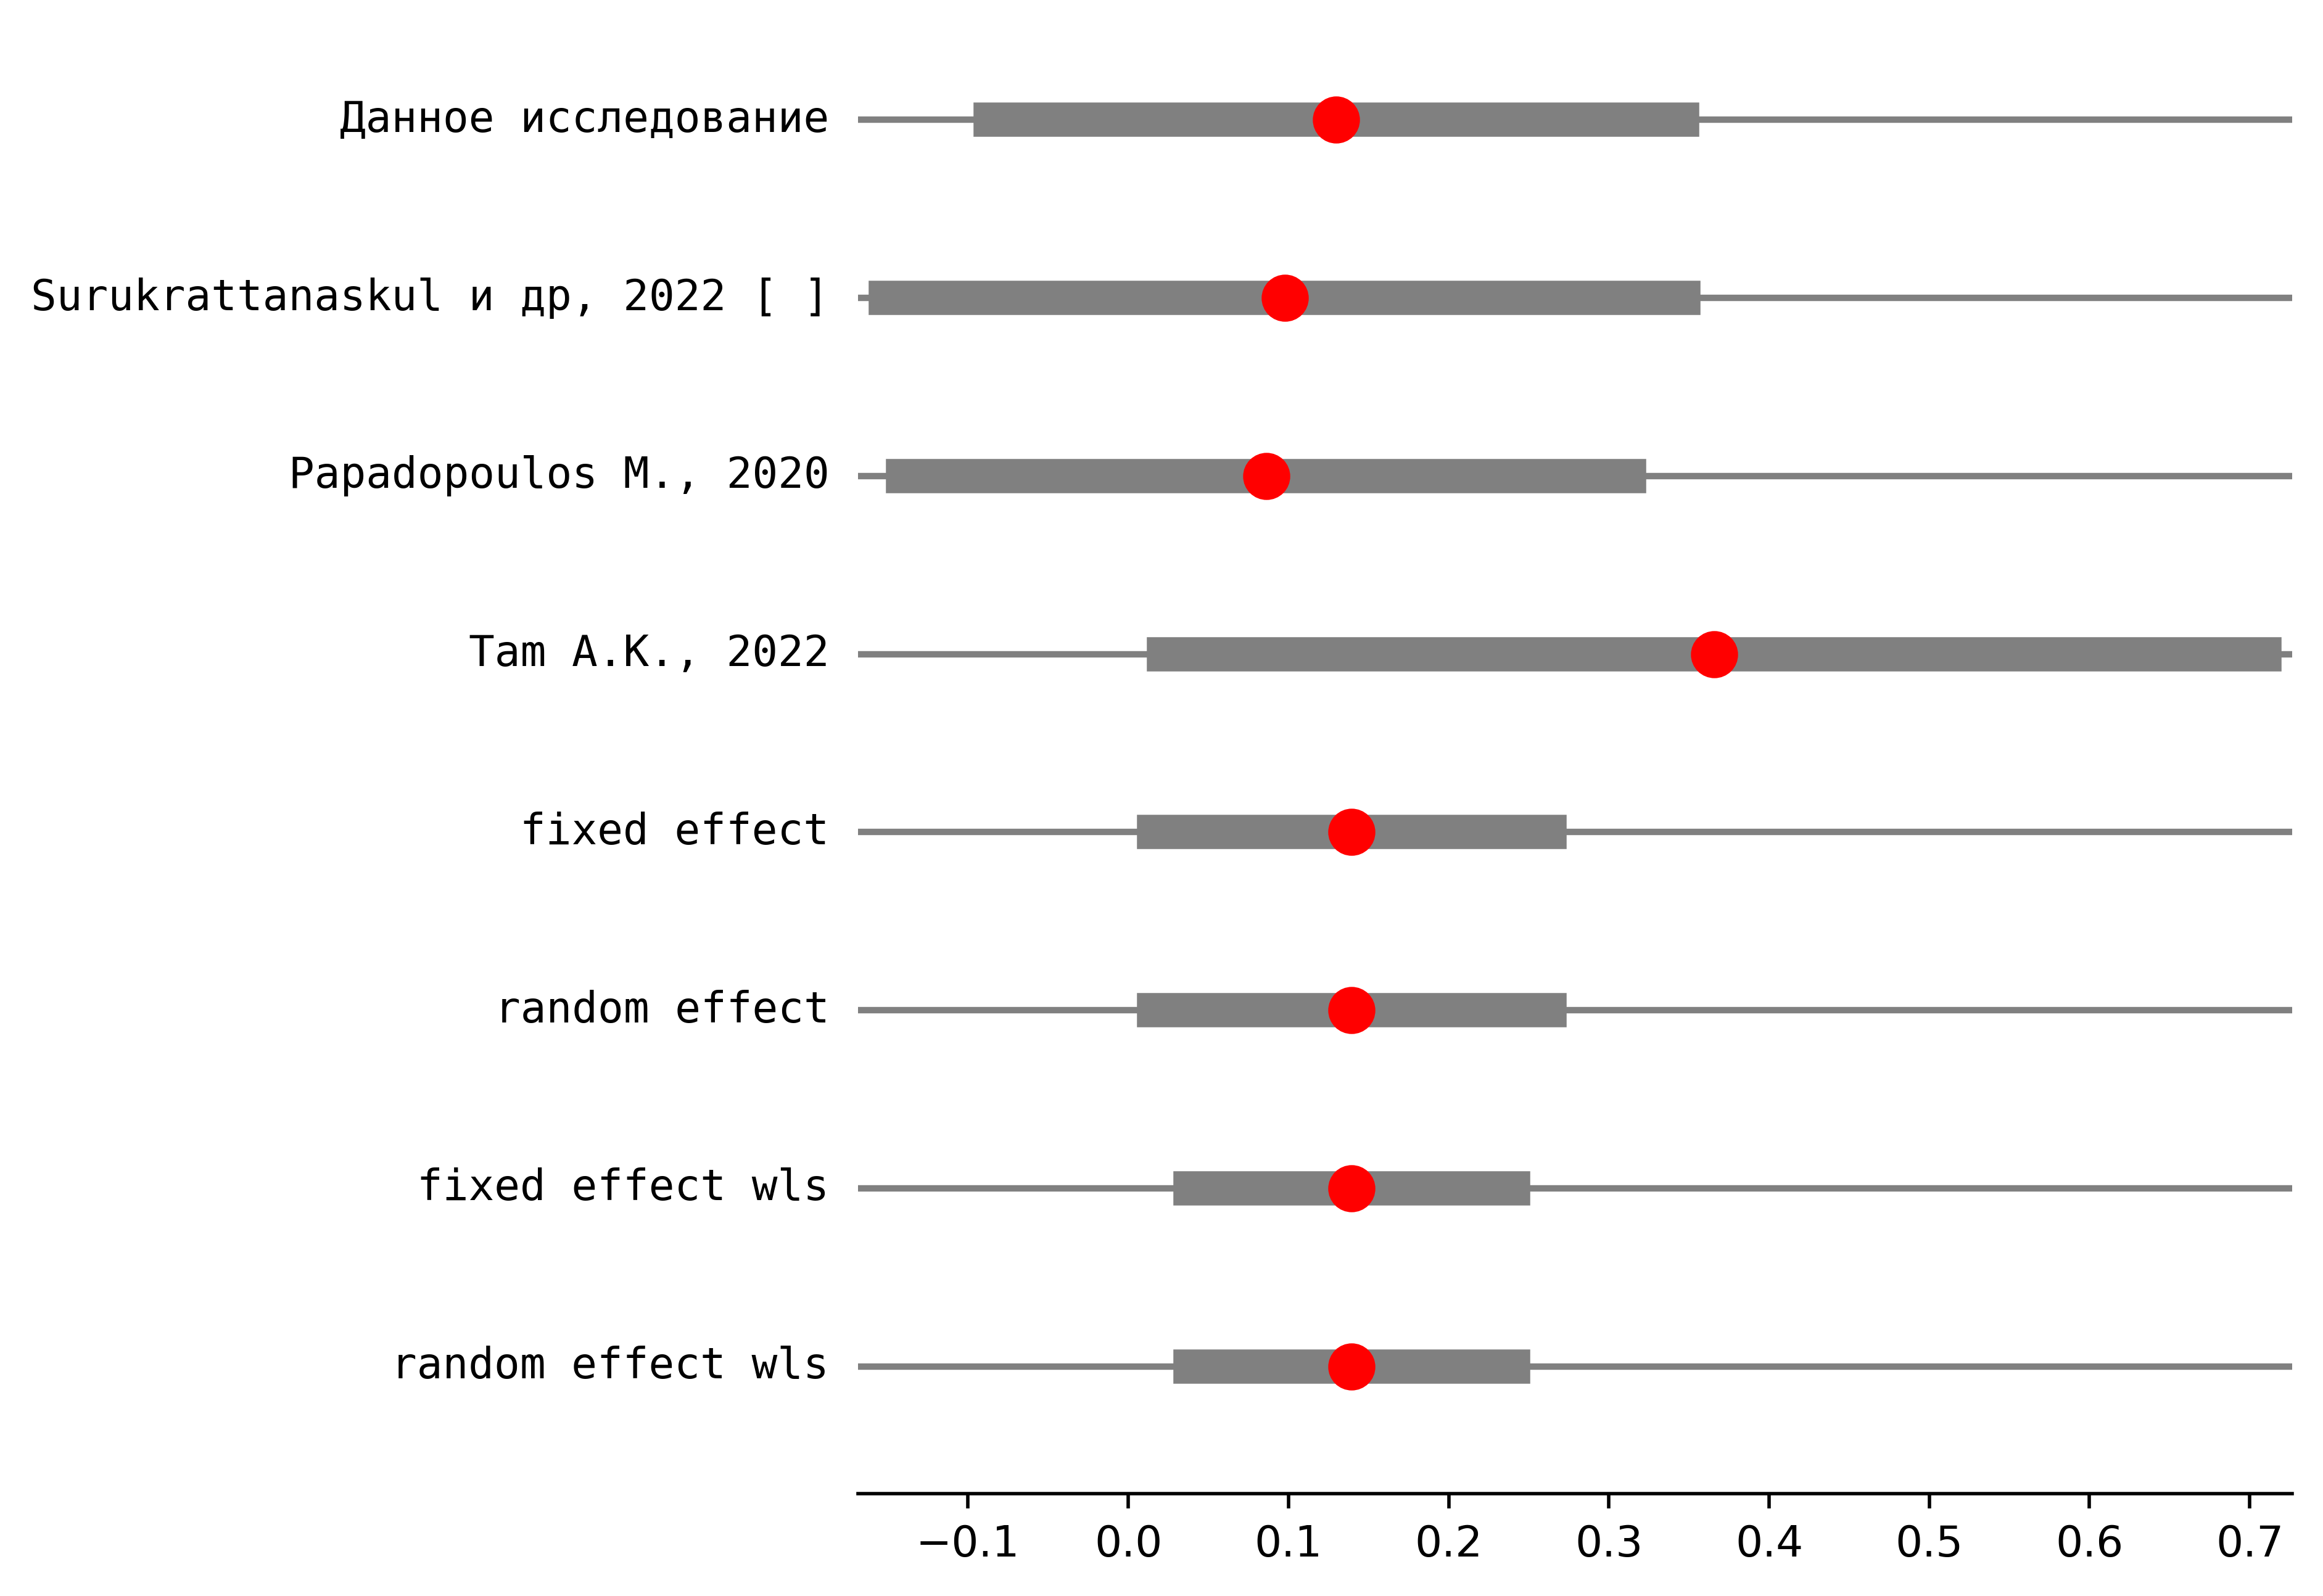 Данное исследование
Surukrattanaskul и др, 2022 [ ]
Papadopoulos M., 2020
Tam A.K., 2022
fixed effect
random effect
fixed effect wls
random effect wls
−0.1 0.0 0.1 0.2 0.3 0.4 0.5 0.6 0.7